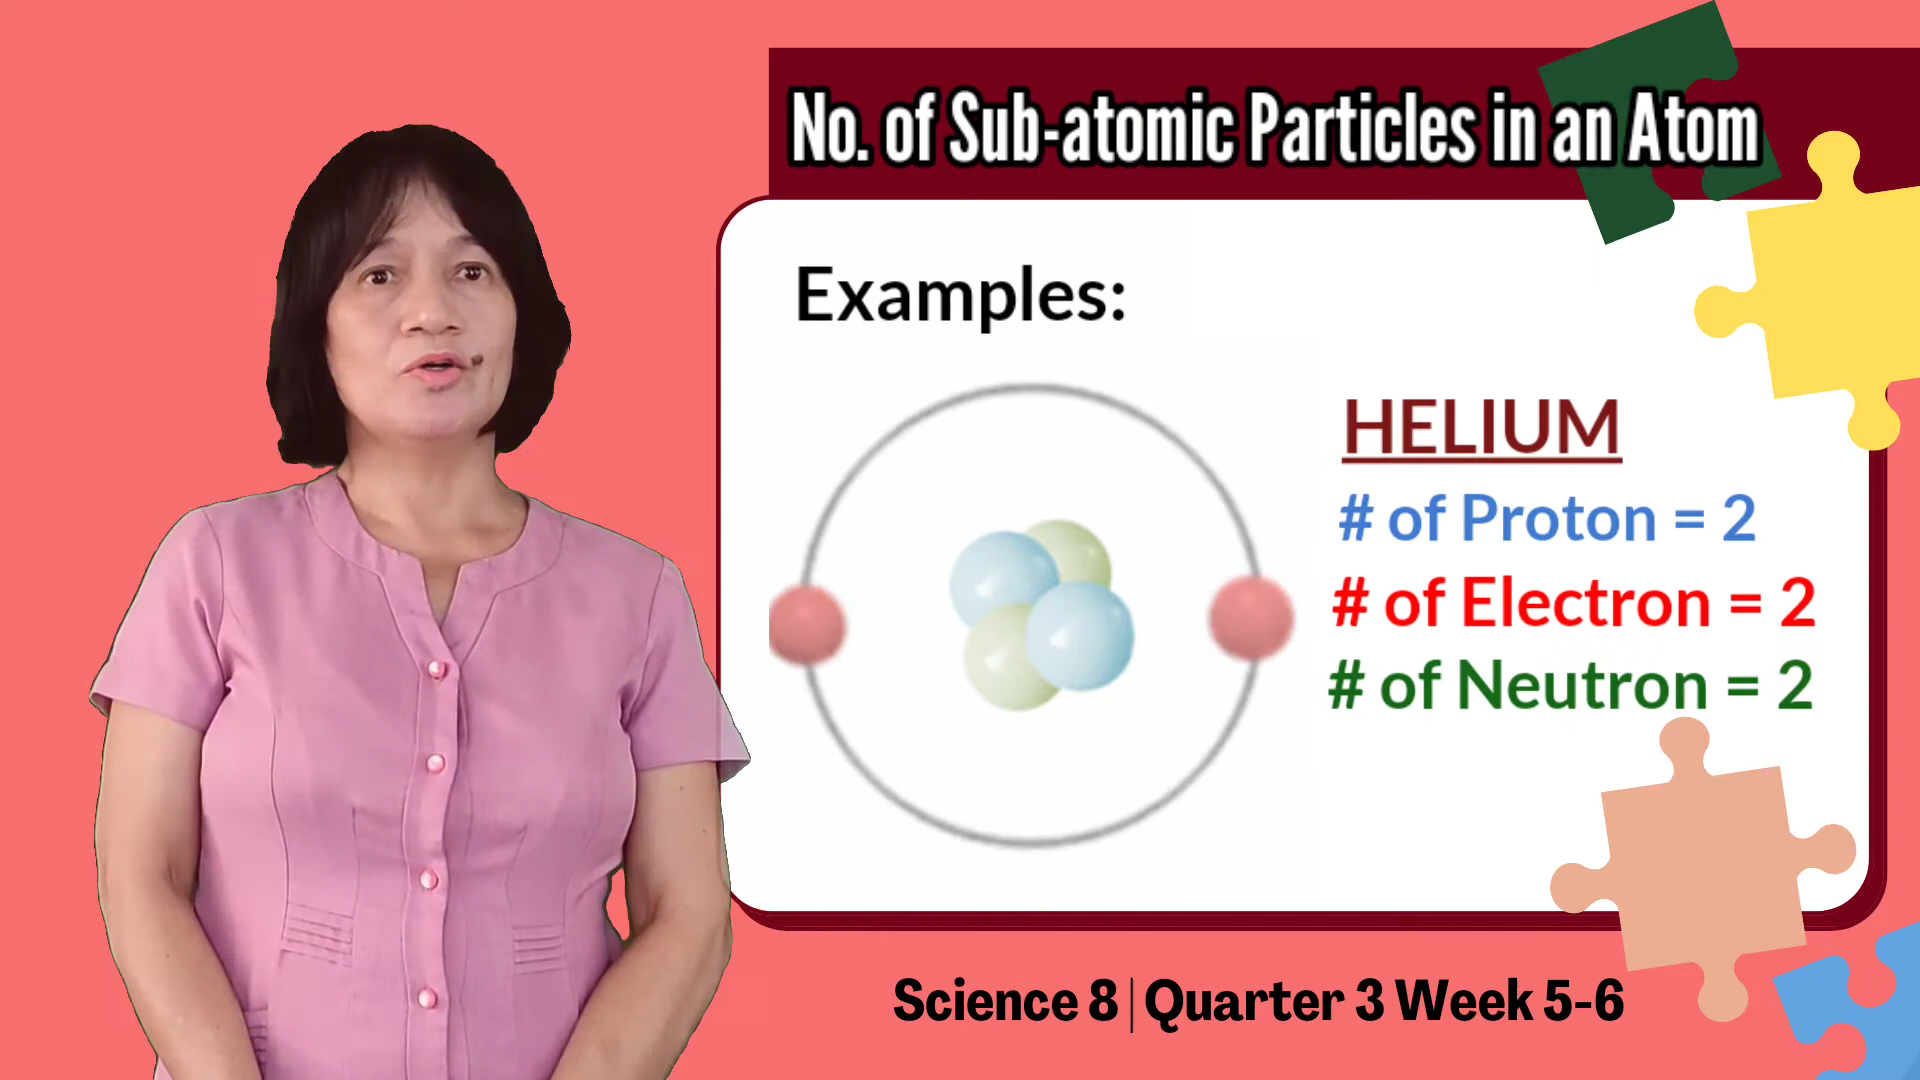 No. of Sub-atomic Particles in an Atom
Examples:
HELIUM
# of Proton = 2
# of Electron = 2
# of Neutron = 2
Science 8 | Quarter 3 Week 5-6